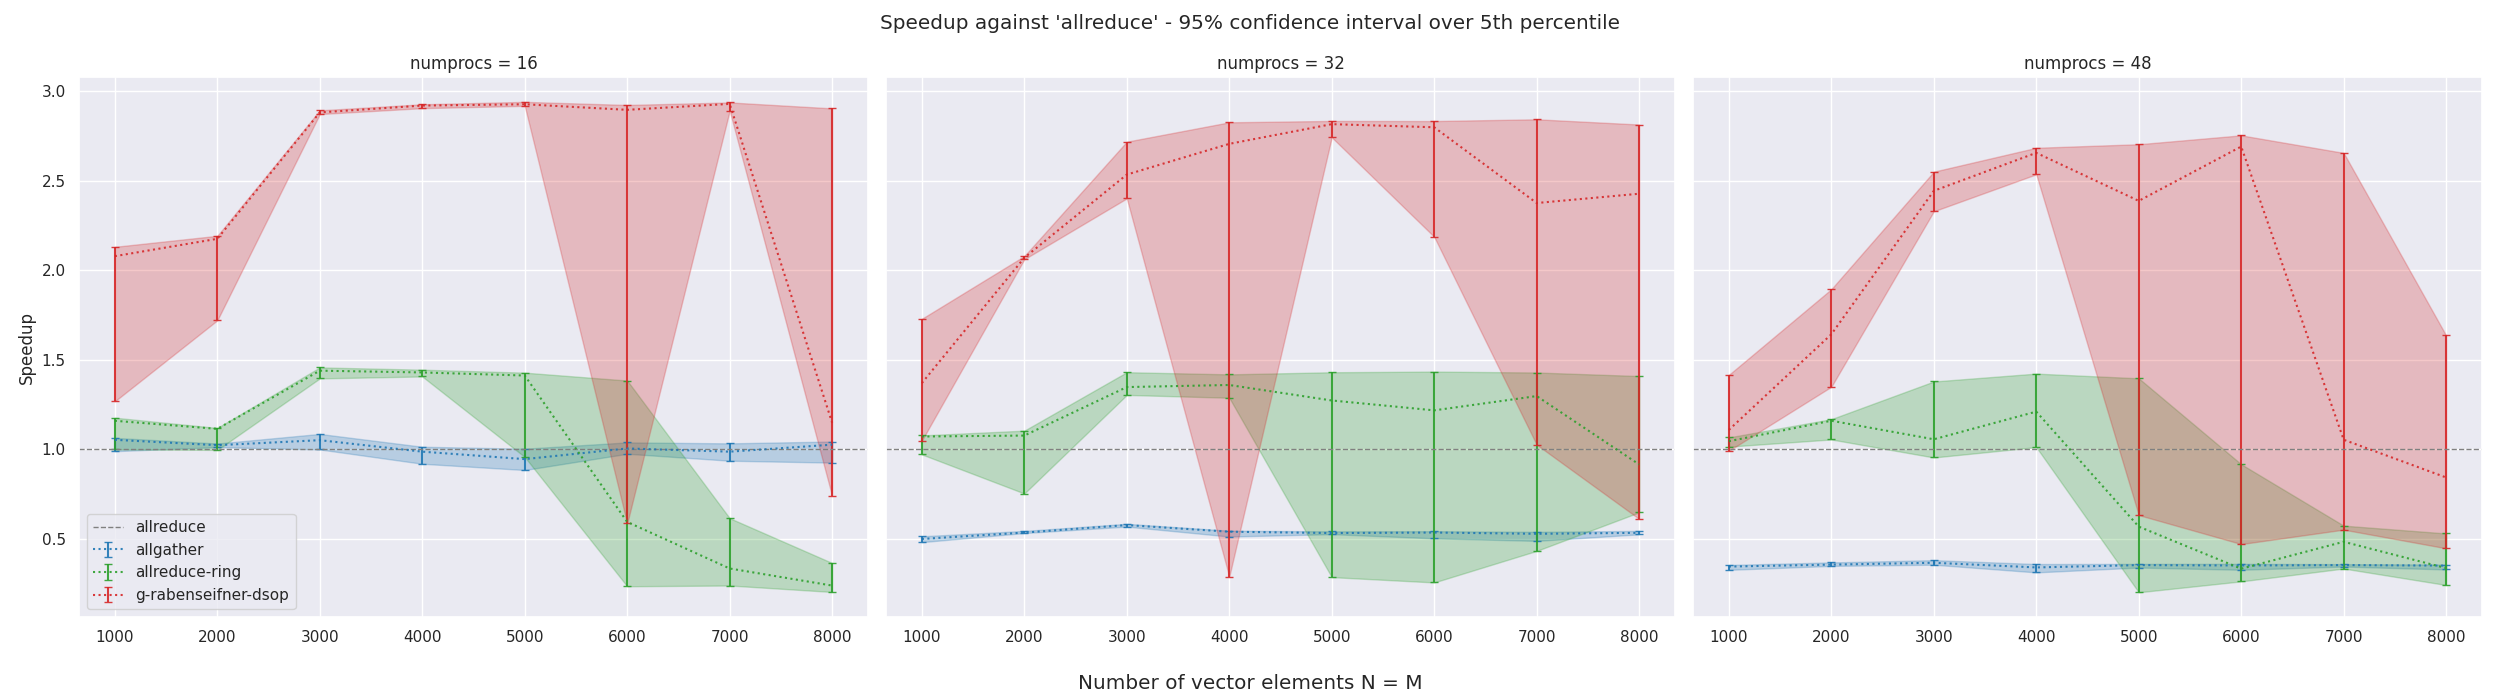 Speedup against 'allreduce' - 95% confidence interval over 5th percentile
numprocs = 16
numprocs = 32
numprocs = 48
Speedup
3.0
2.5
2.0
1.5
1.0
0.5
allreduce
allgather
allreduce-ring
g-rabenseifner-dsop
1000 2000 3000 4000 5000 6000 7000 8000
1000 2000 3000 4000 5000 6000 7000 8000
1000 2000 3000 4000 5000 6000 7000 8000
Number of vector elements N = M